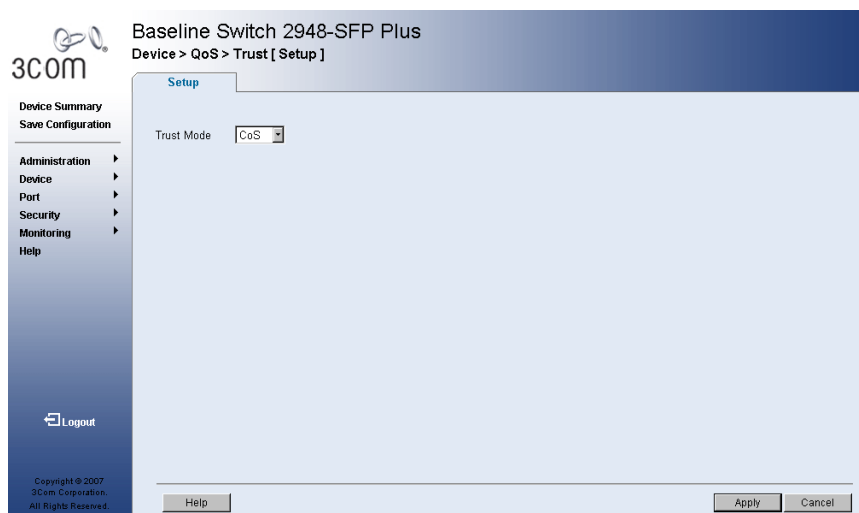 3COM
Baseline Switch 2948-SFP Plus
Device > QoS > Trust [ Setup ]
Setup
Device Summary
Save Configuration
Administration
Device
Port
Security
Monitoring
Help
Trust Mode CoS
Logout
Copyright © 2007
3Com Corporation.
All Rights Reserved.
Help Apply Cancel